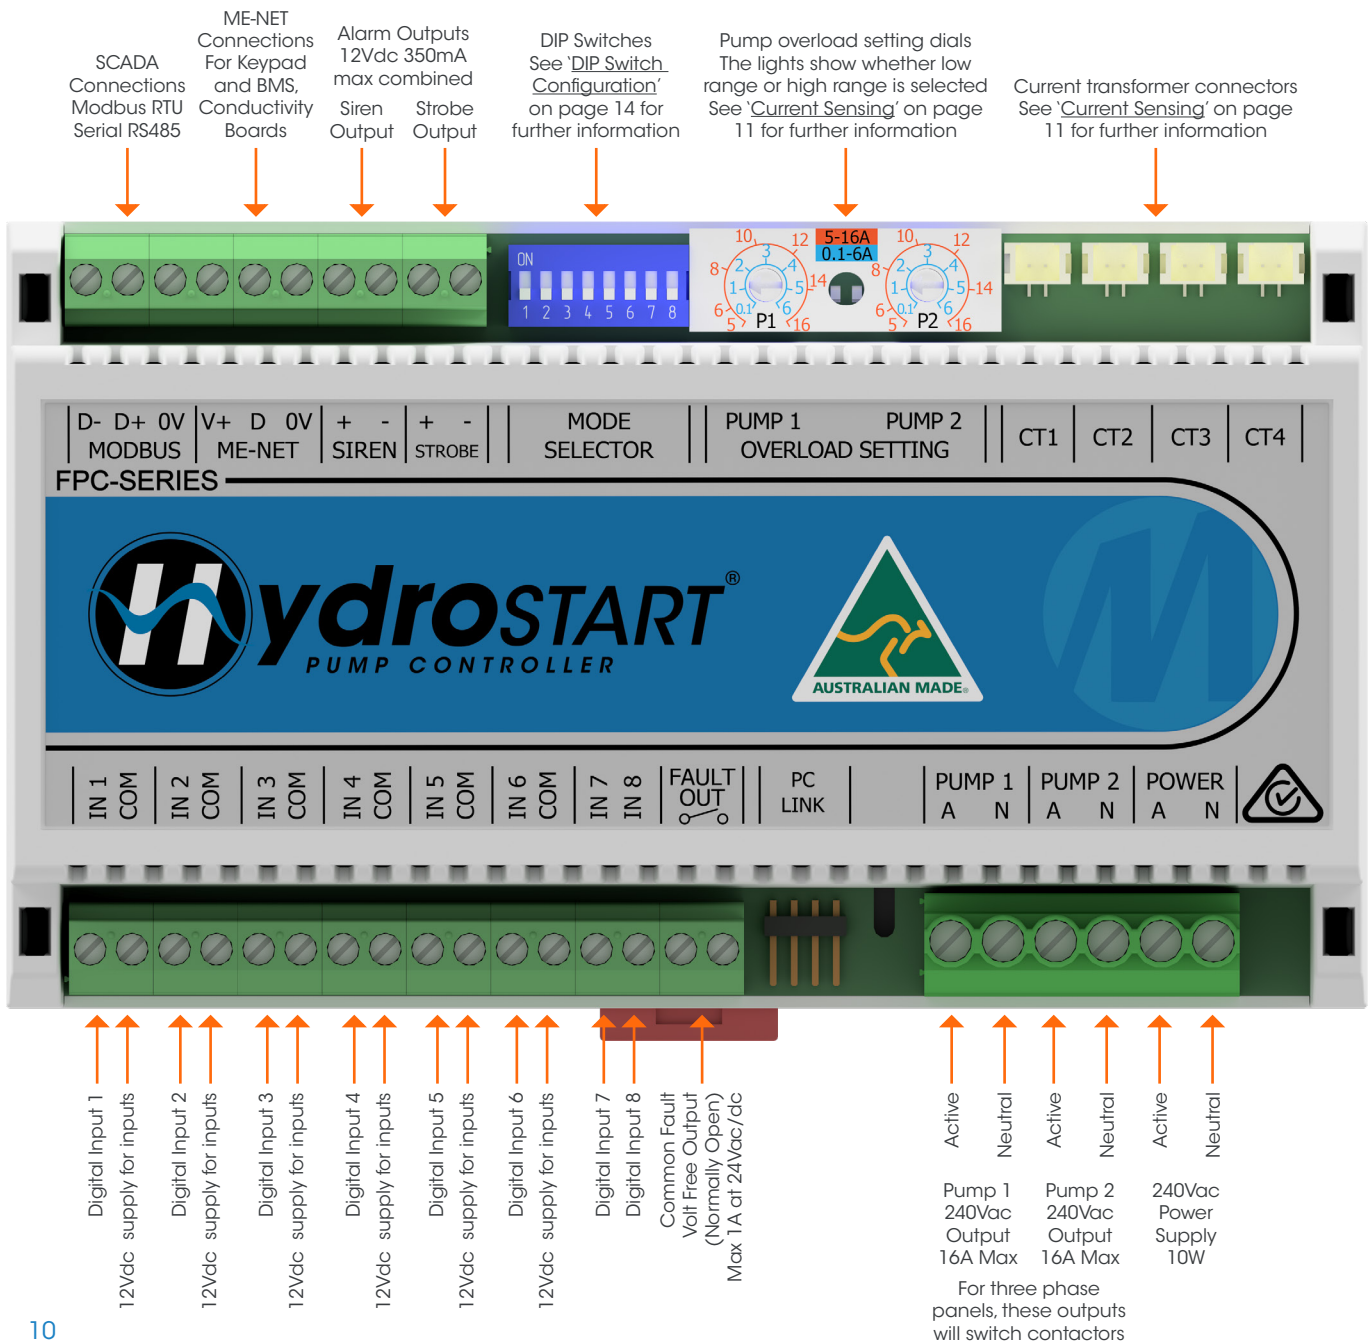 SCADA
Connections
Modbus RTU
Serial RS485
ME-NET
Connections
For Keypad
and BMS,
Conductivity
Boards
Alarm Outputs
12Vdc 350mA
max combined
Siren
Output
Strobe
Output
DIP Switches
See ‘DIP Switch
Configuration’
on page 14 for
further information
Pump overload setting dials
The lights show whether low
range or high range is selected
See ‘Current Sensing’ on page
11 for further information
Current transformer connectors
See ‘Current Sensing’ on page
11 for further information
ON
1 2 3 4 5 6 7 8
5 6 8 10 12 14 16
0.1 1 2 3 4 5 6
P1
5-16A
0.1-6A
5 6 8 10 12 14 16
0.1 1 2 3 4 5 6
P2
D- D+ 0V
MODBUS
V+ D 0V
ME-NET
+ -
SIREN
+ -
STROBE
MODE
SELECTOR
PUMP 1 PUMP 2
OVERLOAD SETTING
CT1
CT2
CT3
CT4
FPC-SERIES
HydroSTART®
PUMP CONTROLLER
AUSTRALIAN MADE®
IN 1
COM
IN 2
COM
IN 3
COM
IN 4
COM
IN 5
COM
IN 6
COM
IN 7
IN 8
FAULT
OUT
PC
LINK
PUMP 1
A N
PUMP 2
A N
POWER
A N
Digital Input 1
12Vdc supply for inputs
Digital Input 2
12Vdc supply for inputs
Digital Input 3
12Vdc supply for inputs
Digital Input 4
12Vdc supply for inputs
Digital Input 5
12Vdc supply for inputs
Digital Input 6
12Vdc supply for inputs
Digital Input 7
Digital Input 8
Common Fault
Volt Free Output
(Normally Open)
Max 1A at 24Vac/dc
Active
Neutral
Active
Neutral
Active
Neutral
Pump 1
240Vac
Output
16A Max
Pump 2
240Vac
Output
16A Max
240Vac
Power
Supply
10W
For three phase
panels, these outputs
will switch contactors
10